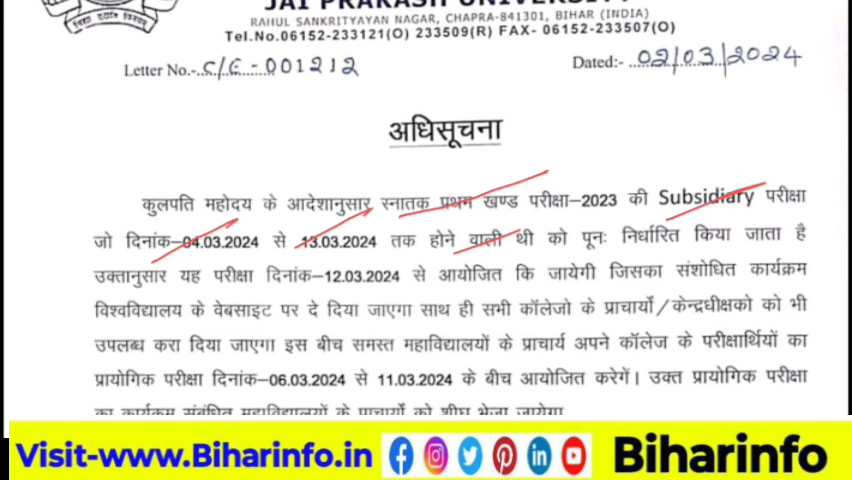 JAI PRAKASH UNIVERSITY
RAHUL SANKRITYAYAN NAGAR, CHAPRA-841301, BIHAR (INDIA)
Tel.No.06152-233121(O) 233509(R) FAX- 06152-233507(O)
Letter No.-C/E-001212 Dated:- 02/03/2024
अधिसूचना
कुलपति महोदय के आदेशानुसार स्नातक प्रथम खण्ड परीक्षा-2023 की Subsidiary परीक्षा
जो दिनांक-04.03.2024 से 13.03.2024 तक होने वाली थी को पूनः निर्धारित किया जाता है
उक्तानुसार यह परीक्षा दिनांक-12.03.2024 से आयोजित कि जायेगी जिसका संशोधित कार्यक्रम
विश्वविद्यालय के वेबसाइट पर दे दिया जाएगा साथ ही सभी कॉलेजो के प्राचार्यो/केन्द्रधीक्षको को भी
उपलब्ध करा दिया जाएगा इस बीच समस्त महाविद्यालयों के प्राचार्य अपने कॉलेज के परीक्षार्थियों का
प्रायोगिक परीक्षा दिनांक-06.03.2024 से 11.03.2024 के बीच आयोजित करेगें। उक्त प्रायोगिक परीक्षा
का कार्यक्रम संबंधित महाविद्यालयों के प्राचार्यो को शीघ्र भेजा जायेगा
Visit-www.Biharinfo.in Biharinfo